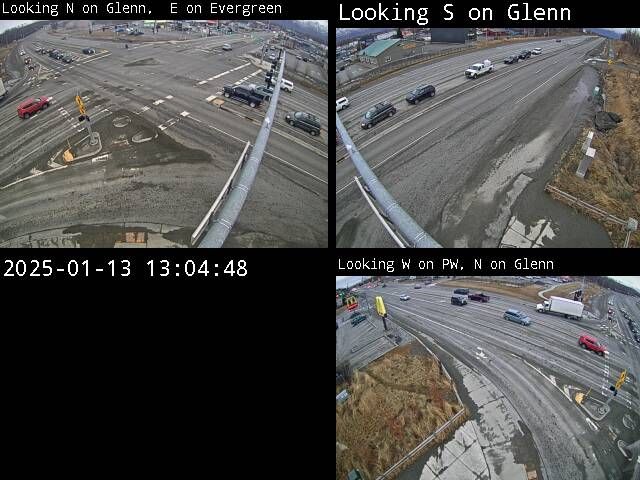 Looking N on Glenn,  E on Evergreen
Looking S on Glenn
2025-01-13 13:04:48
Looking W on PW, N on Glenn